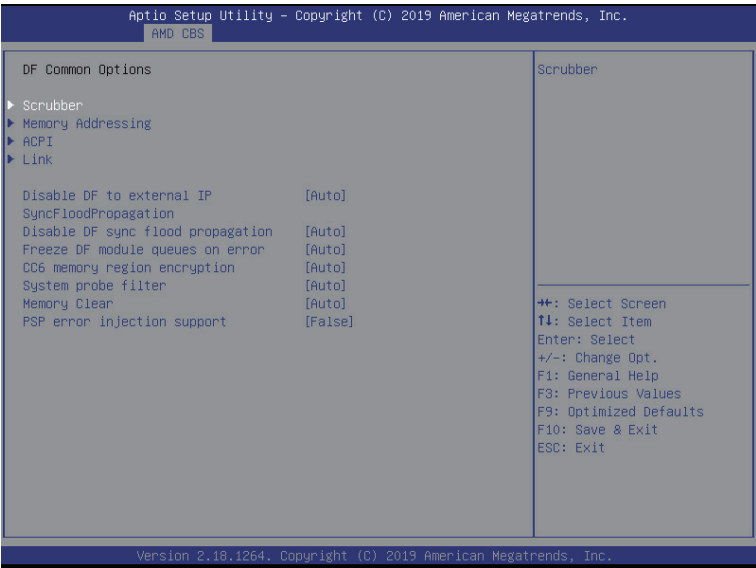 Aptio Setup Utility – Copyright (C) 2019 American Megatrends, Inc.
AMD CBS
DF Common Options
Scrubber
Memory Addressing
ACPI
Link
Disable DF to external IP [Auto]
SyncFloodPropagation
Disable DF sync flood propagation [Auto]
Freeze DF module queues on error [Auto]
CC6 memory region encryption [Auto]
System probe filter [Auto]
Memory Clear [Auto]
PSP error injection support [False]
Scrubber
→←: Select Screen
↑↓: Select Item
Enter: Select
+/-: Change Opt.
F1: General Help
F3: Previous Values
F9: Optimized Defaults
F10: Save & Exit
ESC: Exit
Version 2.18.1264. Copyright (C) 2019 American Megatrends, Inc.